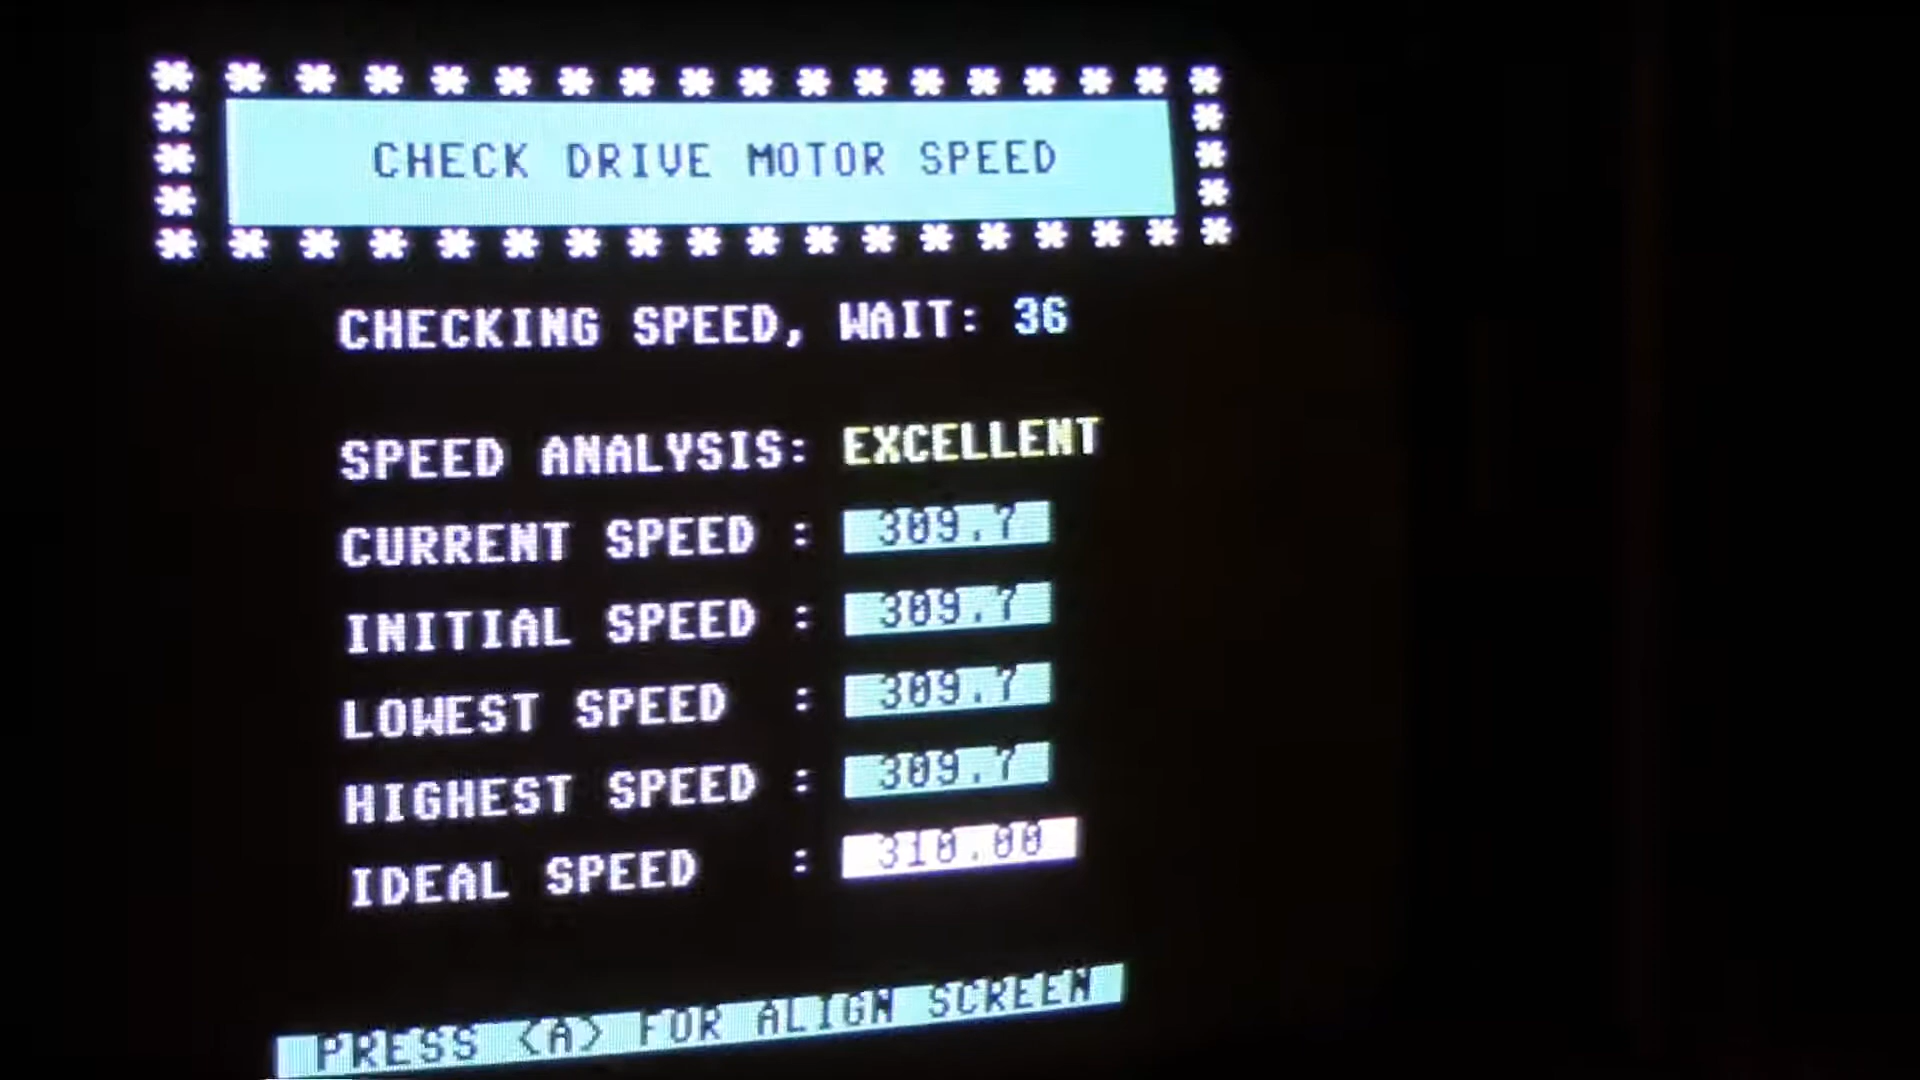 * * * * * * * * * * * * * * * * *
* CHECK DRIVE MOTOR SPEED *
* * * * * * * * * * * * * * * * *
CHECKING SPEED, WAIT: 36
SPEED ANALYSIS: EXCELLENT
CURRENT SPEED : 309.7
INITIAL SPEED : 309.7
LOWEST SPEED : 309.7
HIGHEST SPEED : 309.7
IDEAL SPEED : 310.00
PRESS <A> FOR ALIGN SCREEN